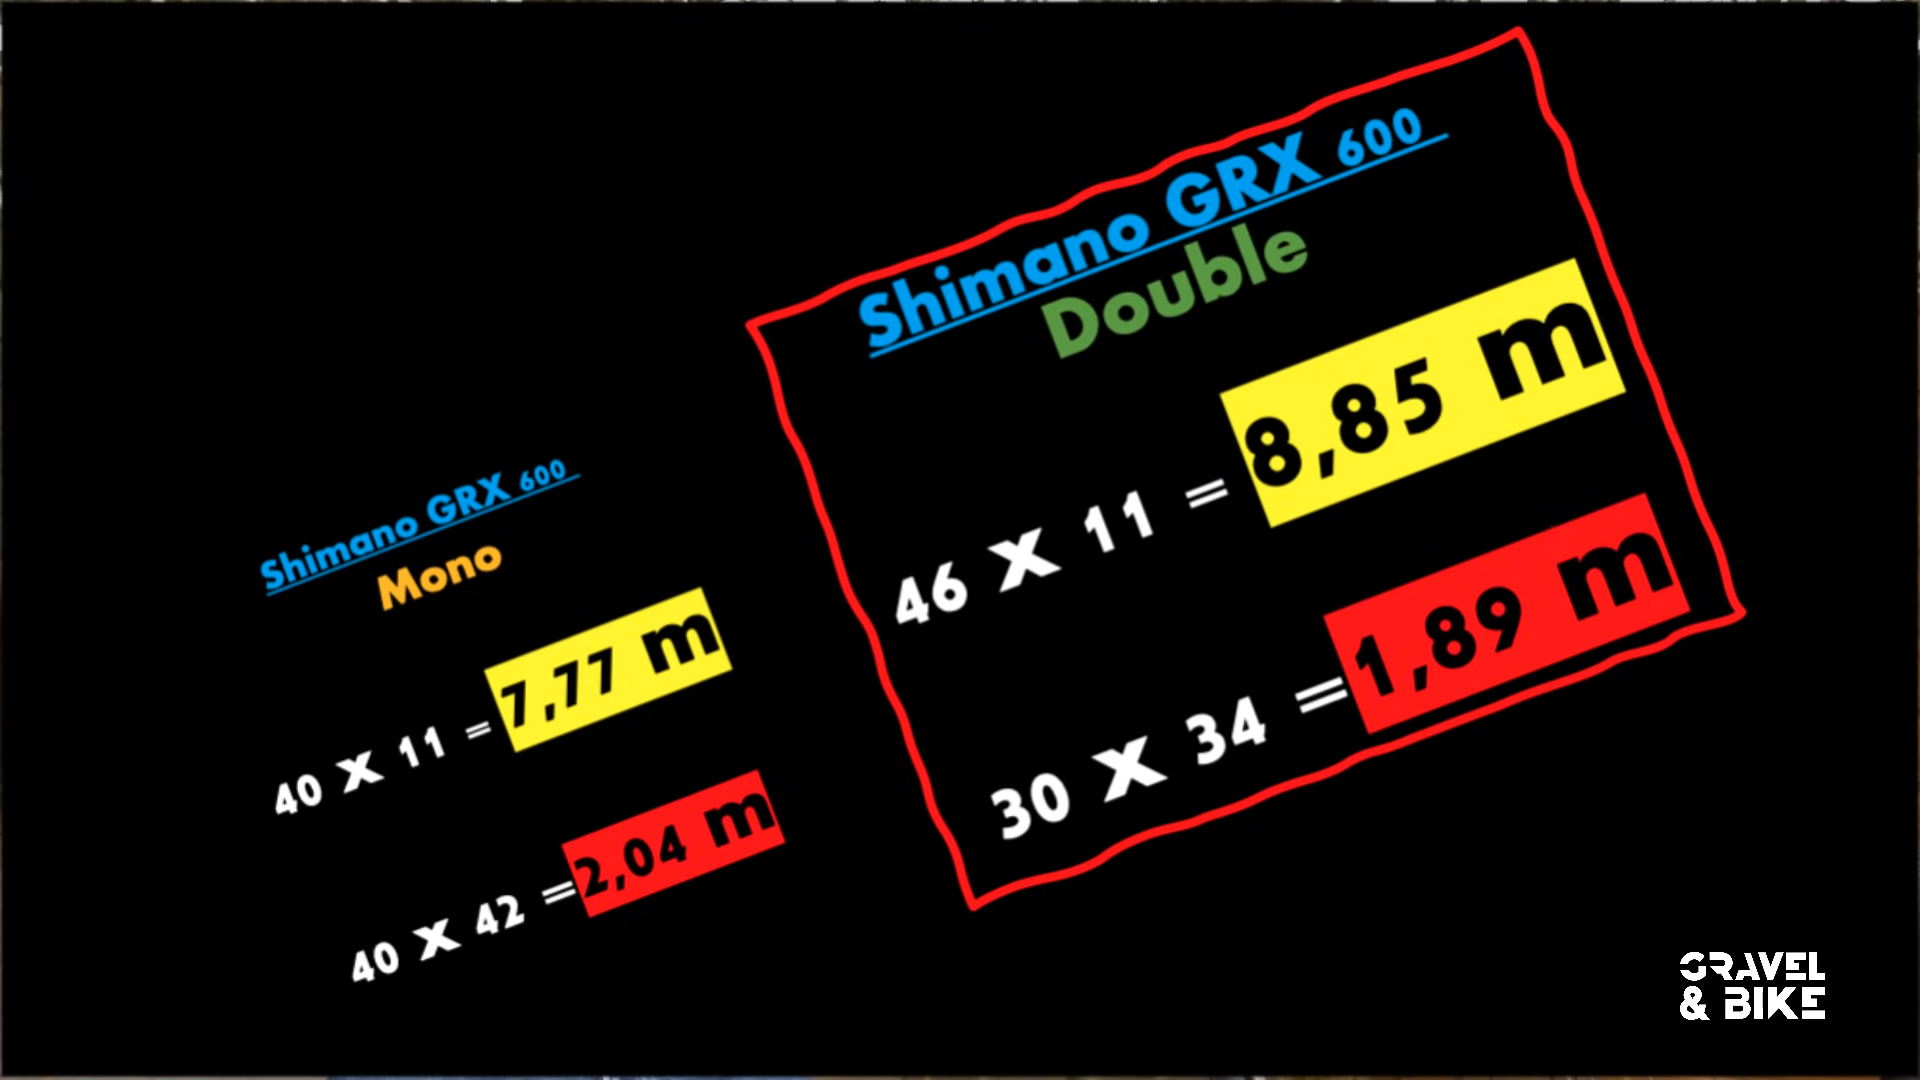 Shimano GRX 600
Mono
40 X 11 = 7,77 m
40 X 42 = 2,04 m
Shimano GRX 600
Double
46 X 11 = 8,85 m
30 X 34 = 1,89 m
GRAVEL
& BIKE